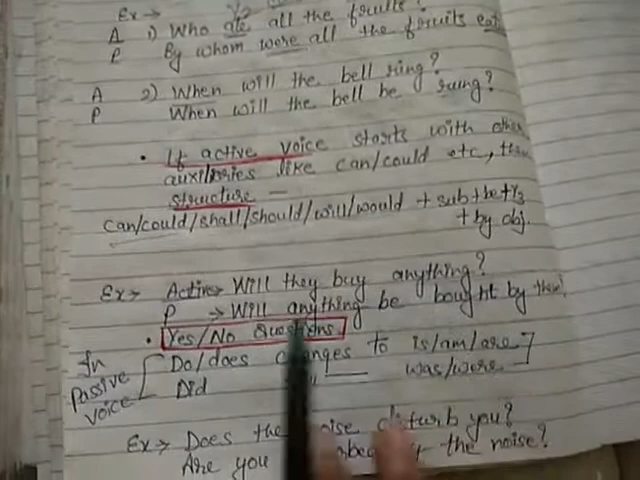 Ex →
A 1) Who ate all the fruits?
P By whom were all the fruits eat
A 2) When will the bell ring?
P When will the bell be rung?
• If active voice starts with other
auxiliaries like can/could etc, then
structure —
can/could/shall/should/will/would + sub + be + V3
+ by obj.
Ex → Active → Will they buy anything?
P → Will anything be bought by them?
• Yes/No Questions
In Passive voice
Do/does changes to is/am/are
Did " — was/were
Ex → Does the noise disturb you?
Are you by the noise?